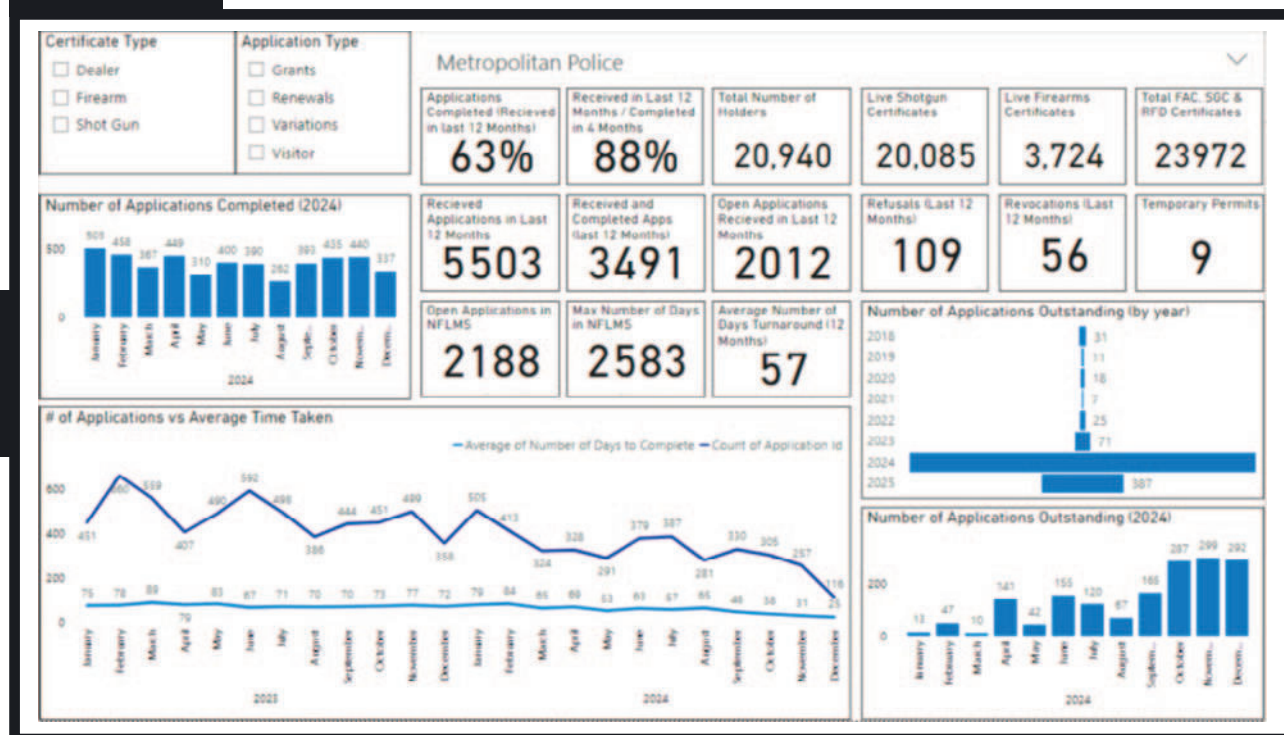 Certificate Type
Dealer
Firearm
Shot Gun
Application Type
Grants
Renewals
Variations
Visitor
Metropolitan Police
Applications
Completed (Recieved
in last 12 Months)
63%
Received in Last 12
Months / Completed
in 4 Months
88%
Total Number of
Holders
20,940
Live Shotgun
Certificates
20,085
Live Firearms
Certificates
3,724
Total FAC, SGC &
RFD Certificates
23972
Number of Applications Completed (2024)
500
0
505 458 367 449 310 400 390 262 393 435 440 337
January February March April May June July August Septe... October Novem... Decem...
2024
Recieved
Applications in Last
12 Months
5503
Received and
Completed Apps
(last 12 Months)
3491
Open Applications
Recieved in Last 12
Months
2012
Refusals (Last 12
Months)
109
Revocations (Last
12 Months)
56
Temporary Permits
9
Open Applications in
NFLMS
2188
Max Number of Days
in NFLMS
2583
Average Number of
Days Turnaround (12
Months)
57
Number of Applications Outstanding (by year)
2018 31
2019 11
2020 18
2021 7
2022 25
2023 71
2024
2025 387
# of Applications vs Average Time Taken
Average of Number of Days to Complete Count of Application Id
600
400
200
0
451 660 559 407 490 592 498 386 444 451 499 358 505 413 324 328 291 379 387 281 330 305 257 116
75 78 89 79 83 67 71 70 70 73 77 72 79 84 65 69 53 63 57 65 48 38 31 25
January February March April May June July August September October November December January February March April May June July August September October November December
2023 2024
Number of Applications Outstanding (2024)
200
0
13 47 10 141 42 155 120 67 165 287 299 292
January February March April May June July August Septem... October Novem... Decem...
2024